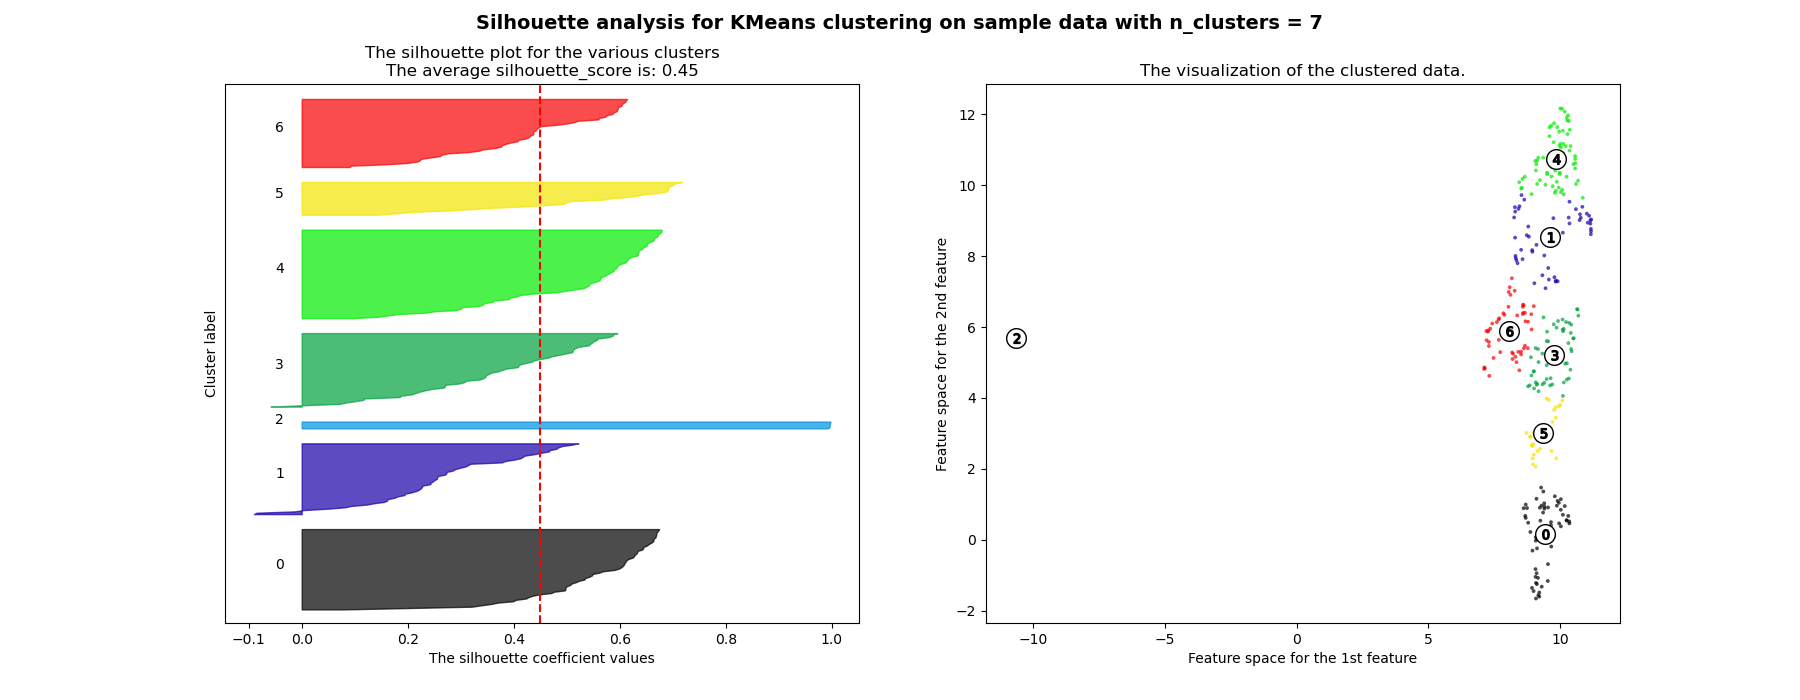 Silhouette analysis for KMeans clustering on sample data with n_clusters = 7
The silhouette plot for the various clusters
The average silhouette_score is: 0.45
6
5
4
3
2
1
0
Cluster label
−0.1 0.0 0.2 0.4 0.6 0.8 1.0
The silhouette coefficient values
The visualization of the clustered data.
12
10
8
6
4
2
0
−2
Feature space for the 2nd feature
4
1
2
6
3
5
0
−10 −5 0 5 10
Feature space for the 1st feature